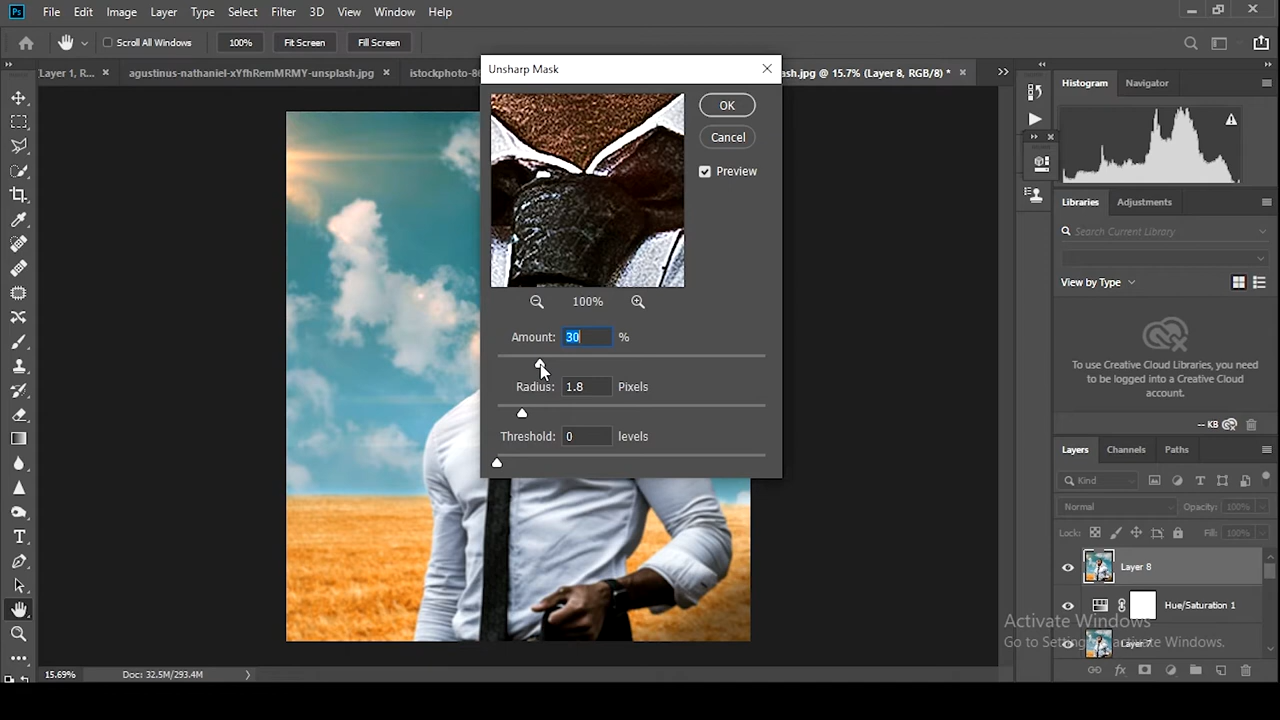 Ps File Edit Image Layer Type Select Filter 3D View Window Help
Scroll All Windows 100% Fit Screen Fill Screen
Layer 1, R... × agustinus-nathaniel-xYfhRemMRMY-unsplash.jpg × istockphoto-8 ash.jpg @ 15.7% (Layer 8, RGB/8) * ×
Unsharp Mask
OK
Cancel
Preview
100%
Amount: 30 %
Radius: 1.8 Pixels
Threshold: 0 levels
Histogram Navigator
Libraries Adjustments
Search Current Library
View by Type
To use Creative Cloud Libraries, you
need to be logged into a Creative Cloud
account.
-- KB
Layers Channels Paths
Kind
Normal Opacity: 100%
Lock: Fill: 100%
Layer 8
Hue/Saturation 1
Layer 7
Activate Windows
Go to Settings to activate Windows.
15.69% Doc: 32.5M/293.4M